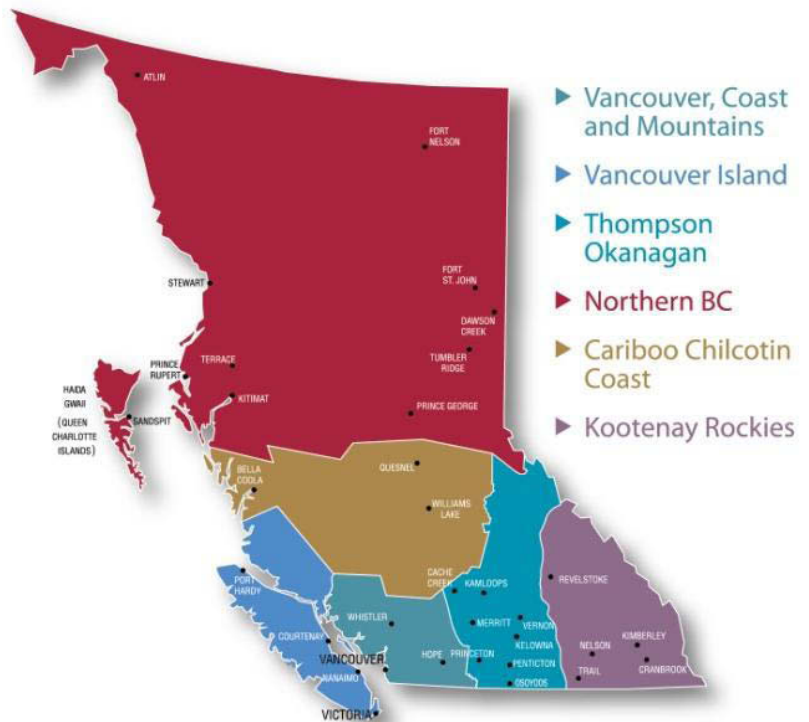 ATLIN
FORT
NELSON
FORT
ST. JOHN
STEWART
DAWSON
CREEK
TUMBLER
RIDGE
PRINCE
RUPERT
TERRACE
KITIMAT
PRINCE GEORGE
HAIDA
GWAII
(QUEEN
CHARLOTTE
ISLANDS)
SANDSPIT
BELLA
COOLA
QUESNEL
WILLIAMS
LAKE
CACHE
CREEK
KAMLOOPS
REVELSTOKE
PORT
HARDY
WHISTLER
MERRITT
VERNON
COURTENAY
KELOWNA
KIMBERLEY
NELSON
VANCOUVER
HOPE
PRINCETON
PENTICTON
CRANBROOK
NANAIMO
TRAIL
OSOYOOS
VICTORIA
Vancouver, Coast
and Mountains
Vancouver Island
Thompson
Okanagan
Northern BC
Cariboo Chilcotin
Coast
Kootenay Rockies